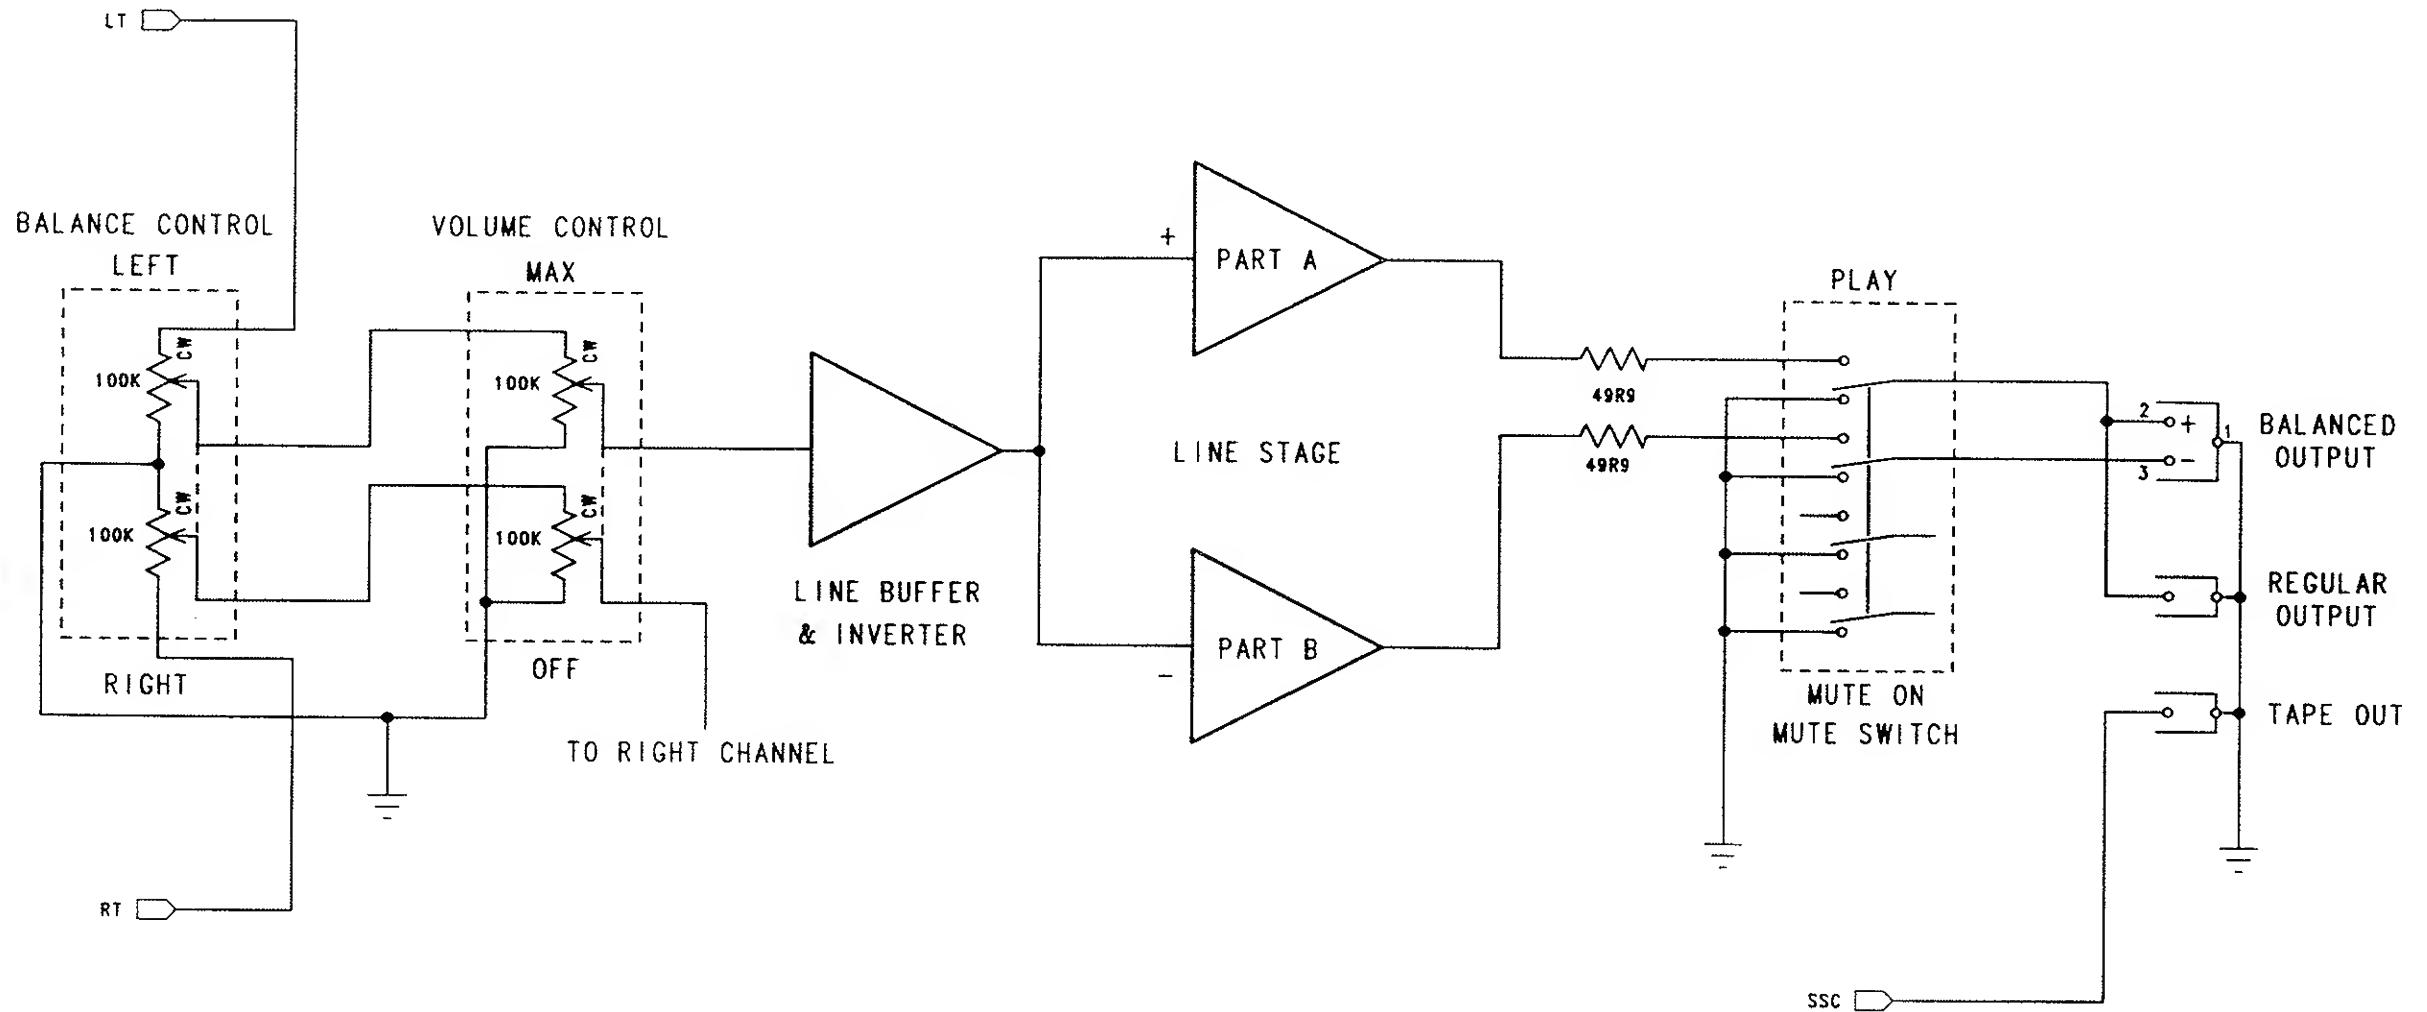 LT
BALANCE CONTROL
LEFT
CW
100K
CW
100K
RIGHT
RT
VOLUME CONTROL
MAX
CW
100K
CW
100K
OFF
TO RIGHT CHANNEL
LINE BUFFER
& INVERTER
+
PART A
LINE STAGE
PART B
-
49R9
49R9
PLAY
MUTE ON
MUTE SWITCH
2
+
1
-
3
BALANCED
OUTPUT
REGULAR
OUTPUT
TAPE OUT
SSC